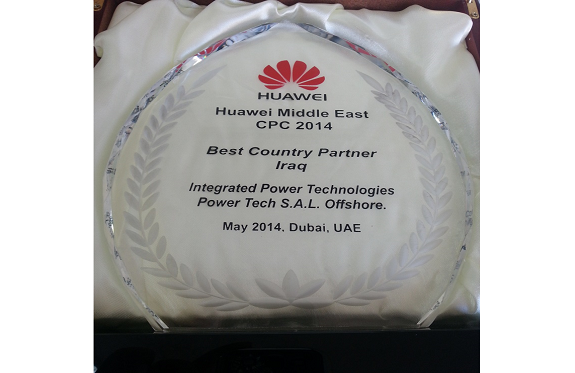 HUAWEI
Huawei Middle East
CPC 2014
Best Country Partner
Iraq
Integrated Power Technologies
Power Tech S.A.L. Offshore.
May 2014, Dubai, UAE